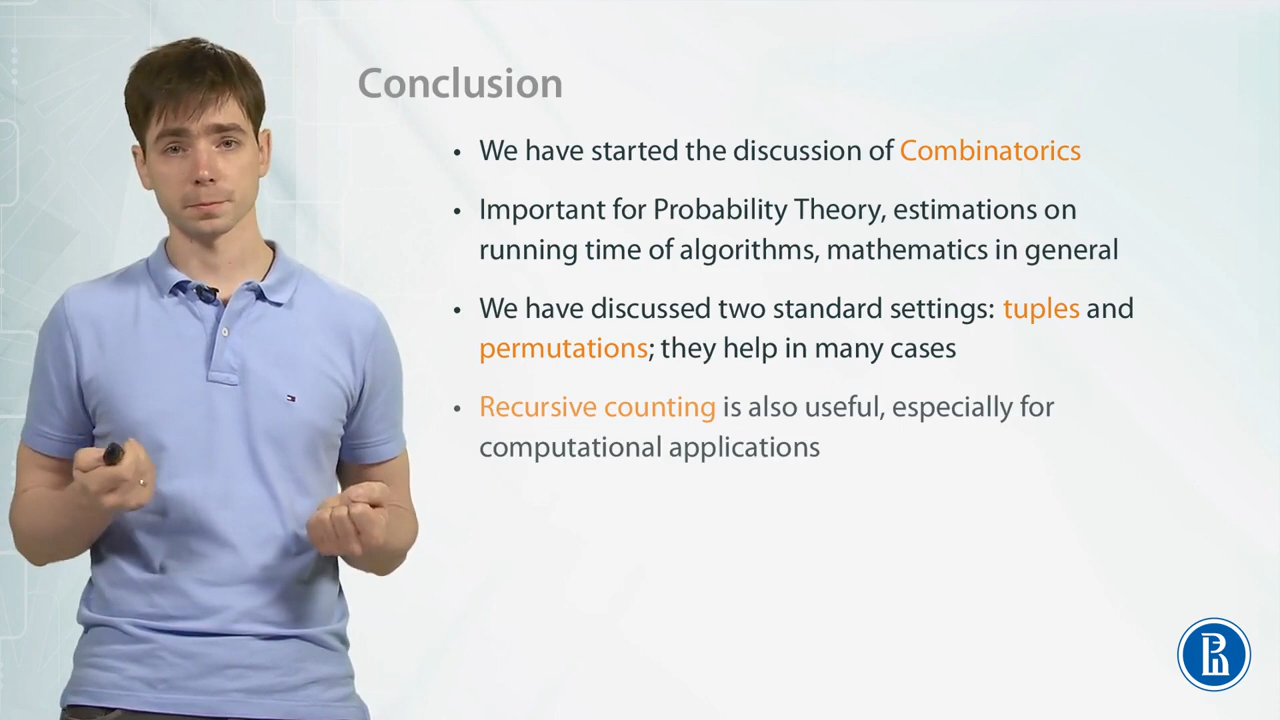 Conclusion
• We have started the discussion of Combinatorics
• Important for Probability Theory, estimations on
running time of algorithms, mathematics in general
• We have discussed two standard settings: tuples and
permutations; they help in many cases
• Recursive counting is also useful, especially for
computational applications